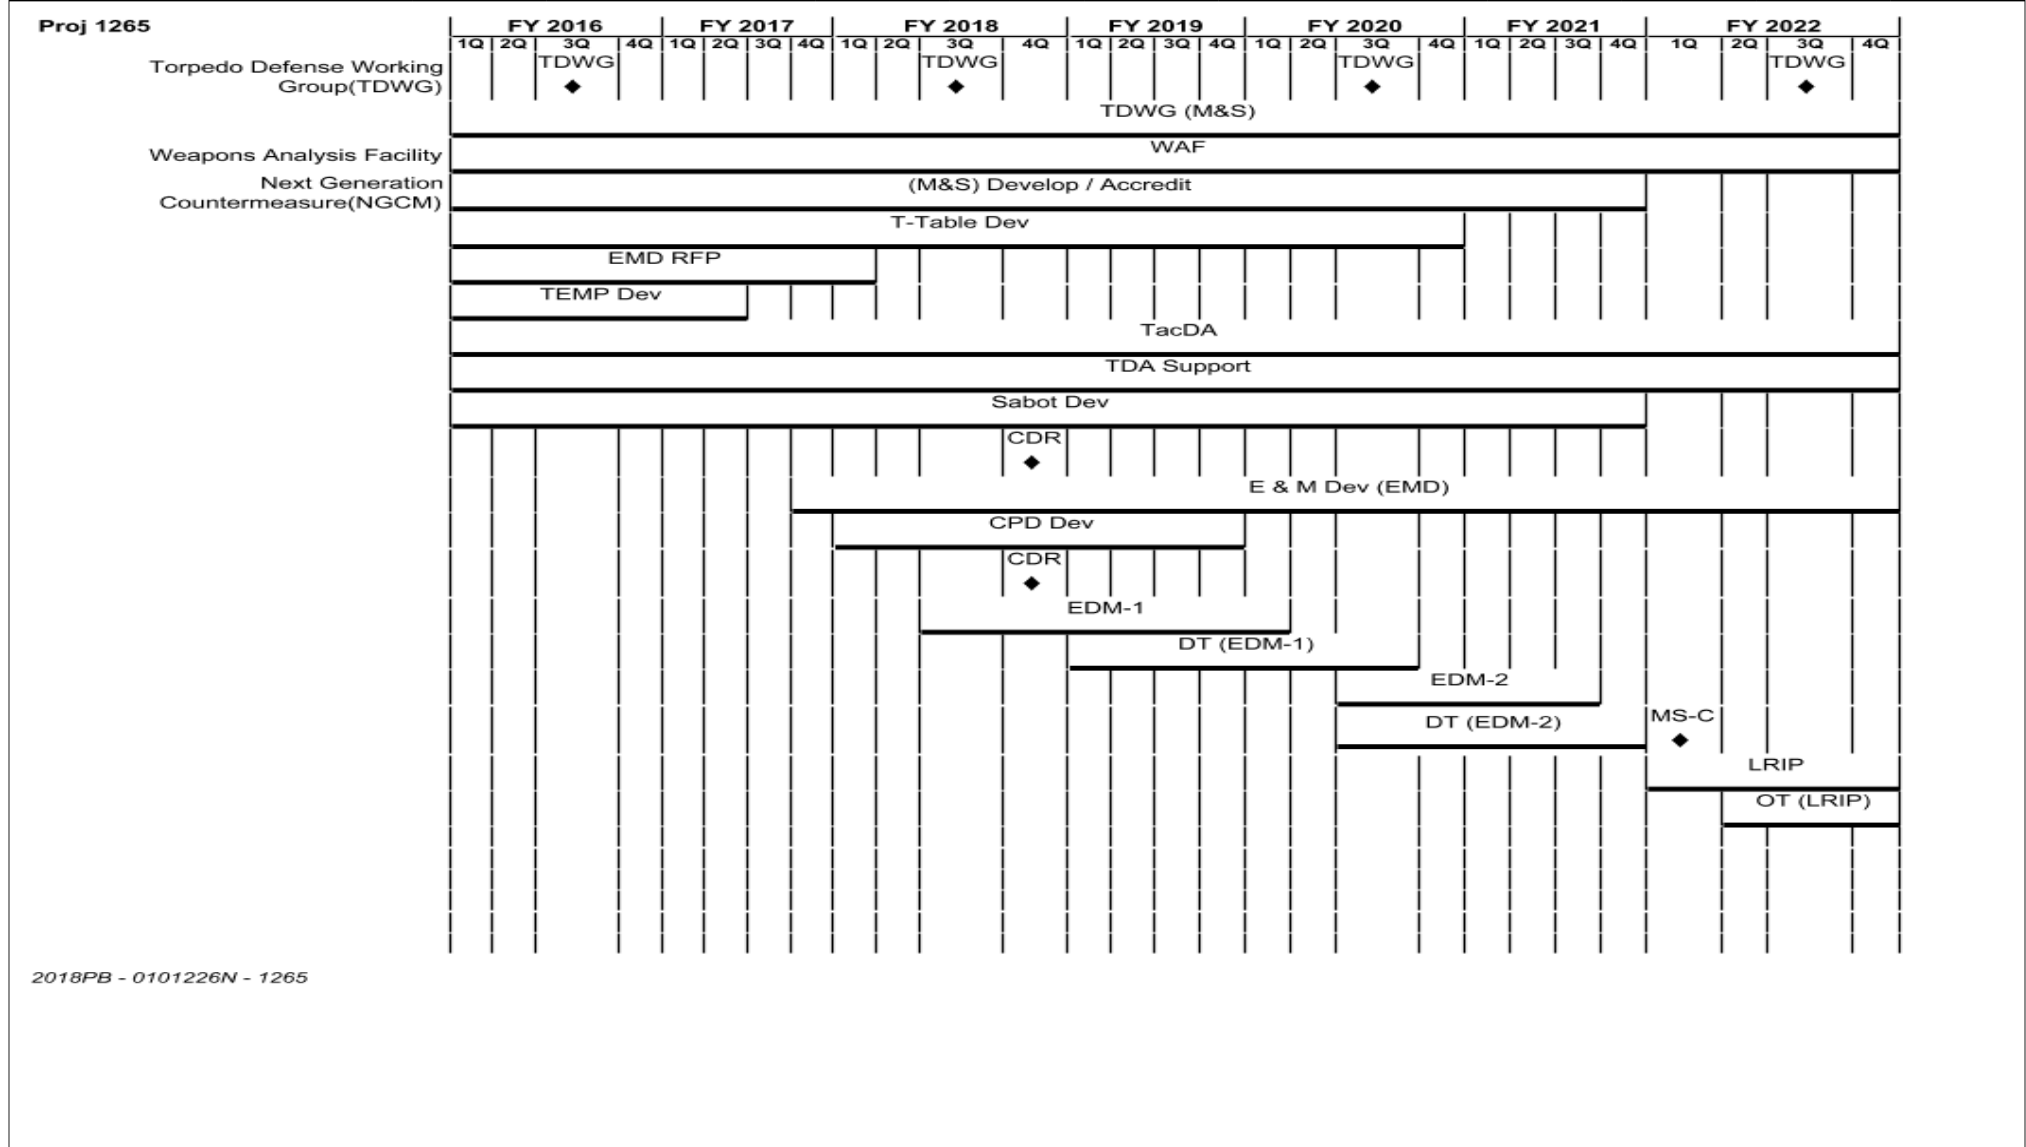 Proj 1265 FY 2016 FY 2017 FY 2018 FY 2019 FY 2020 FY 2021 FY 2022
1Q 2Q 3Q 4Q 1Q 2Q 3Q 4Q 1Q 2Q 3Q 4Q 1Q 2Q 3Q 4Q 1Q 2Q 3Q 4Q 1Q 2Q 3Q 4Q 1Q 2Q 3Q 4Q
Torpedo Defense Working TDWG TDWG TDWG TDWG
Group(TDWG)
TDWG (M&S)
Weapons Analysis Facility WAF
Next Generation (M&S) Develop / Accredit
Countermeasure(NGCM)
T-Table Dev
EMD RFP
TEMP Dev
TacDA
TDA Support
Sabot Dev
CDR
E & M Dev (EMD)
CPD Dev
CDR
EDM-1
DT (EDM-1)
EDM-2
DT (EDM-2) MS-C
LRIP
OT (LRIP)
2018PB - 0101226N - 1265